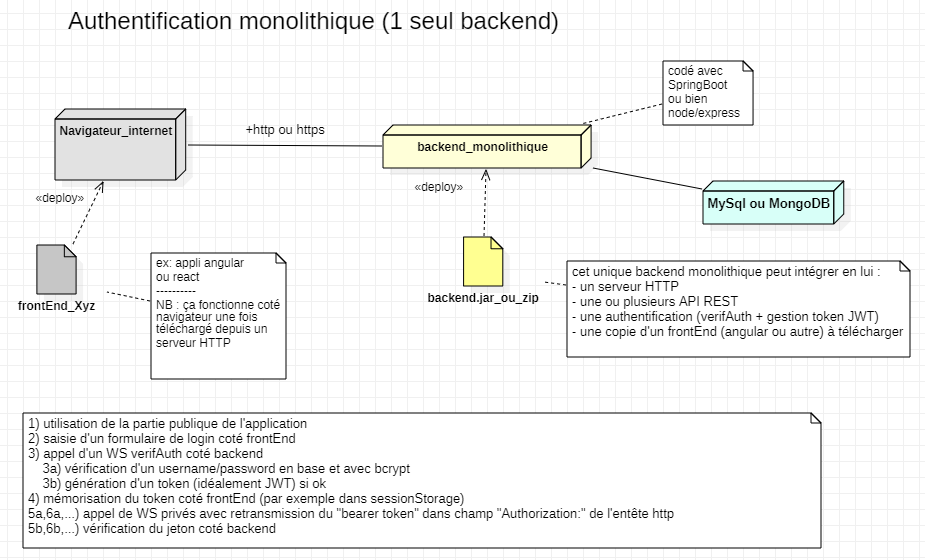 Authentification monolithique (1 seul backend)
codé avec
SpringBoot
ou bien
node/express
Navigateur_internet
+http ou https
backend_monolithique
«deploy»
«deploy»
MySql ou MongoDB
frontEnd_Xyz
ex: appli angular
ou react
----------
NB : ça fonctionne coté
navigateur une fois
téléchargé depuis un
serveur HTTP
backend.jar_ou_zip
cet unique backend monolithique peut intégrer en lui :
- un serveur HTTP
- une ou plusieurs API REST
- une authentification (verifAuth + gestion token JWT)
- une copie d'un frontEnd (angular ou autre) à télécharger
1) utilisation de la partie publique de l'application
2) saisie d'un formulaire de login coté frontEnd
3) appel d'un WS verifAuth coté backend
3a) vérification d'un username/password en base et avec bcrypt
3b) génération d'un token (idéalement JWT) si ok
4) mémorisation du token coté frontEnd (par exemple dans sessionStorage)
5a,6a,...) appel de WS privés avec retransmission du "bearer token" dans champ "Authorization:" de l'entête http
5b,6b,...) vérification du jeton coté backend